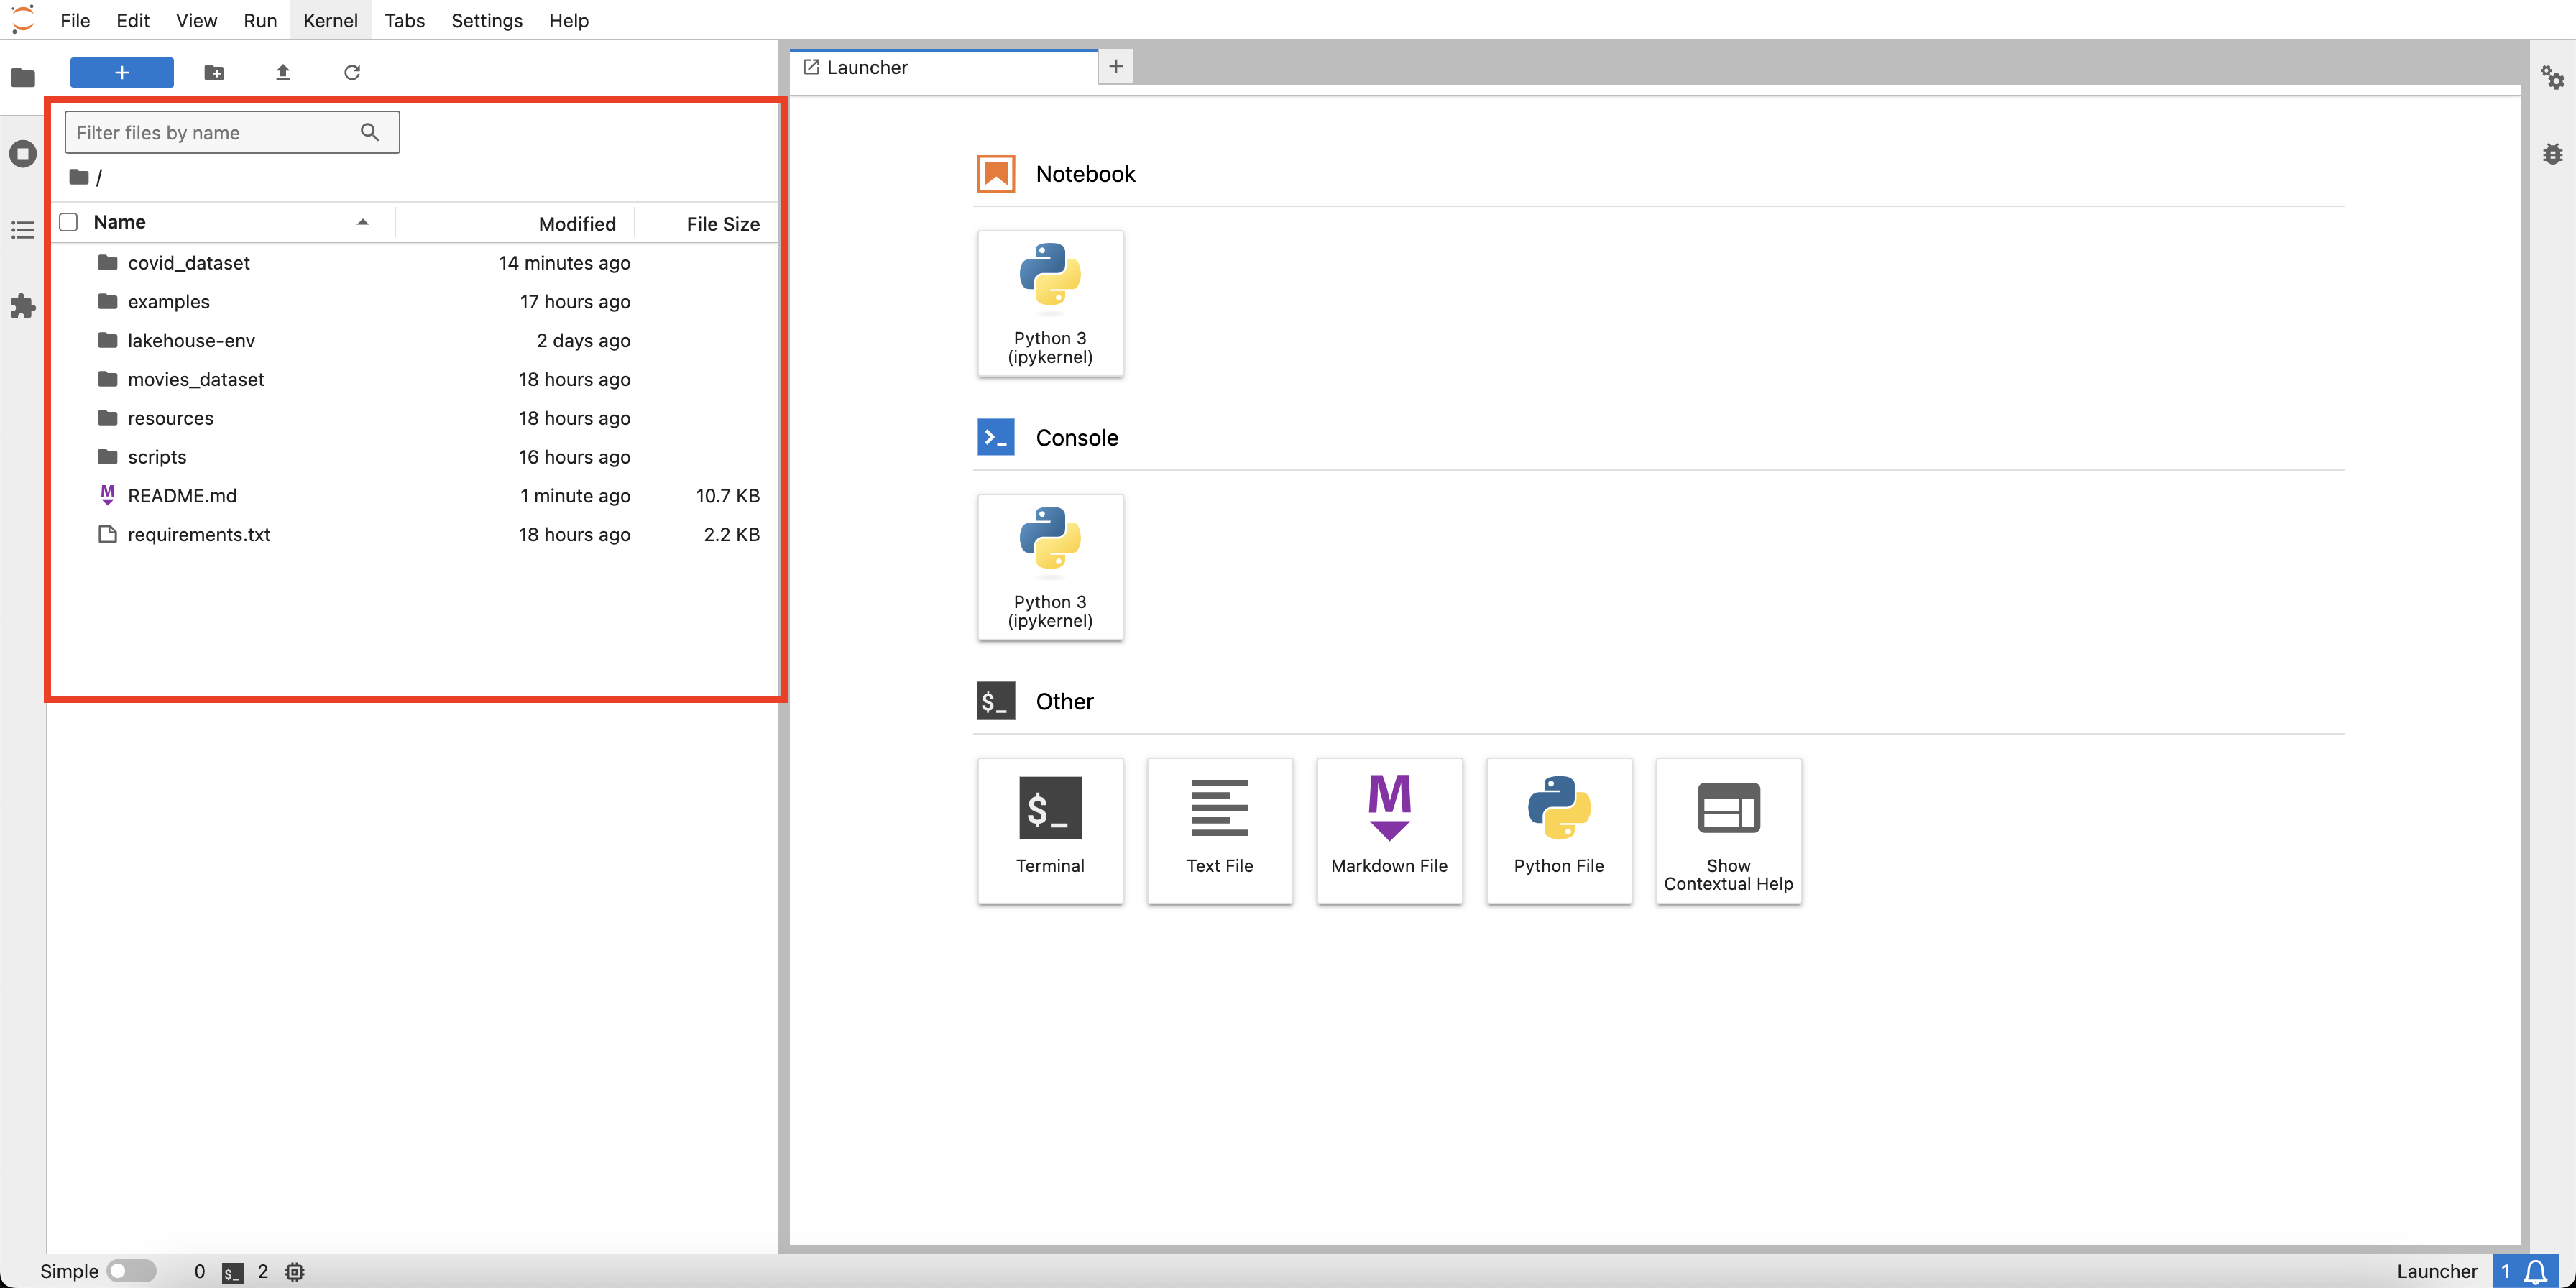 File Edit View Run Kernel Tabs Settings Help
+
Launcher
+
Filter files by name
/
Name Modified File Size
covid_dataset 14 minutes ago
examples 17 hours ago
lakehouse-env 2 days ago
movies_dataset 18 hours ago
resources 18 hours ago
scripts 16 hours ago
M README.md 1 minute ago 10.7 KB
requirements.txt 18 hours ago 2.2 KB
Notebook
Python 3
(ipykernel)
>_ Console
Python 3
(ipykernel)
$_ Other
$_
Terminal
Text File
M
Markdown File
Python File
Show
Contextual Help
Simple 0 $_ 2
Launcher 1